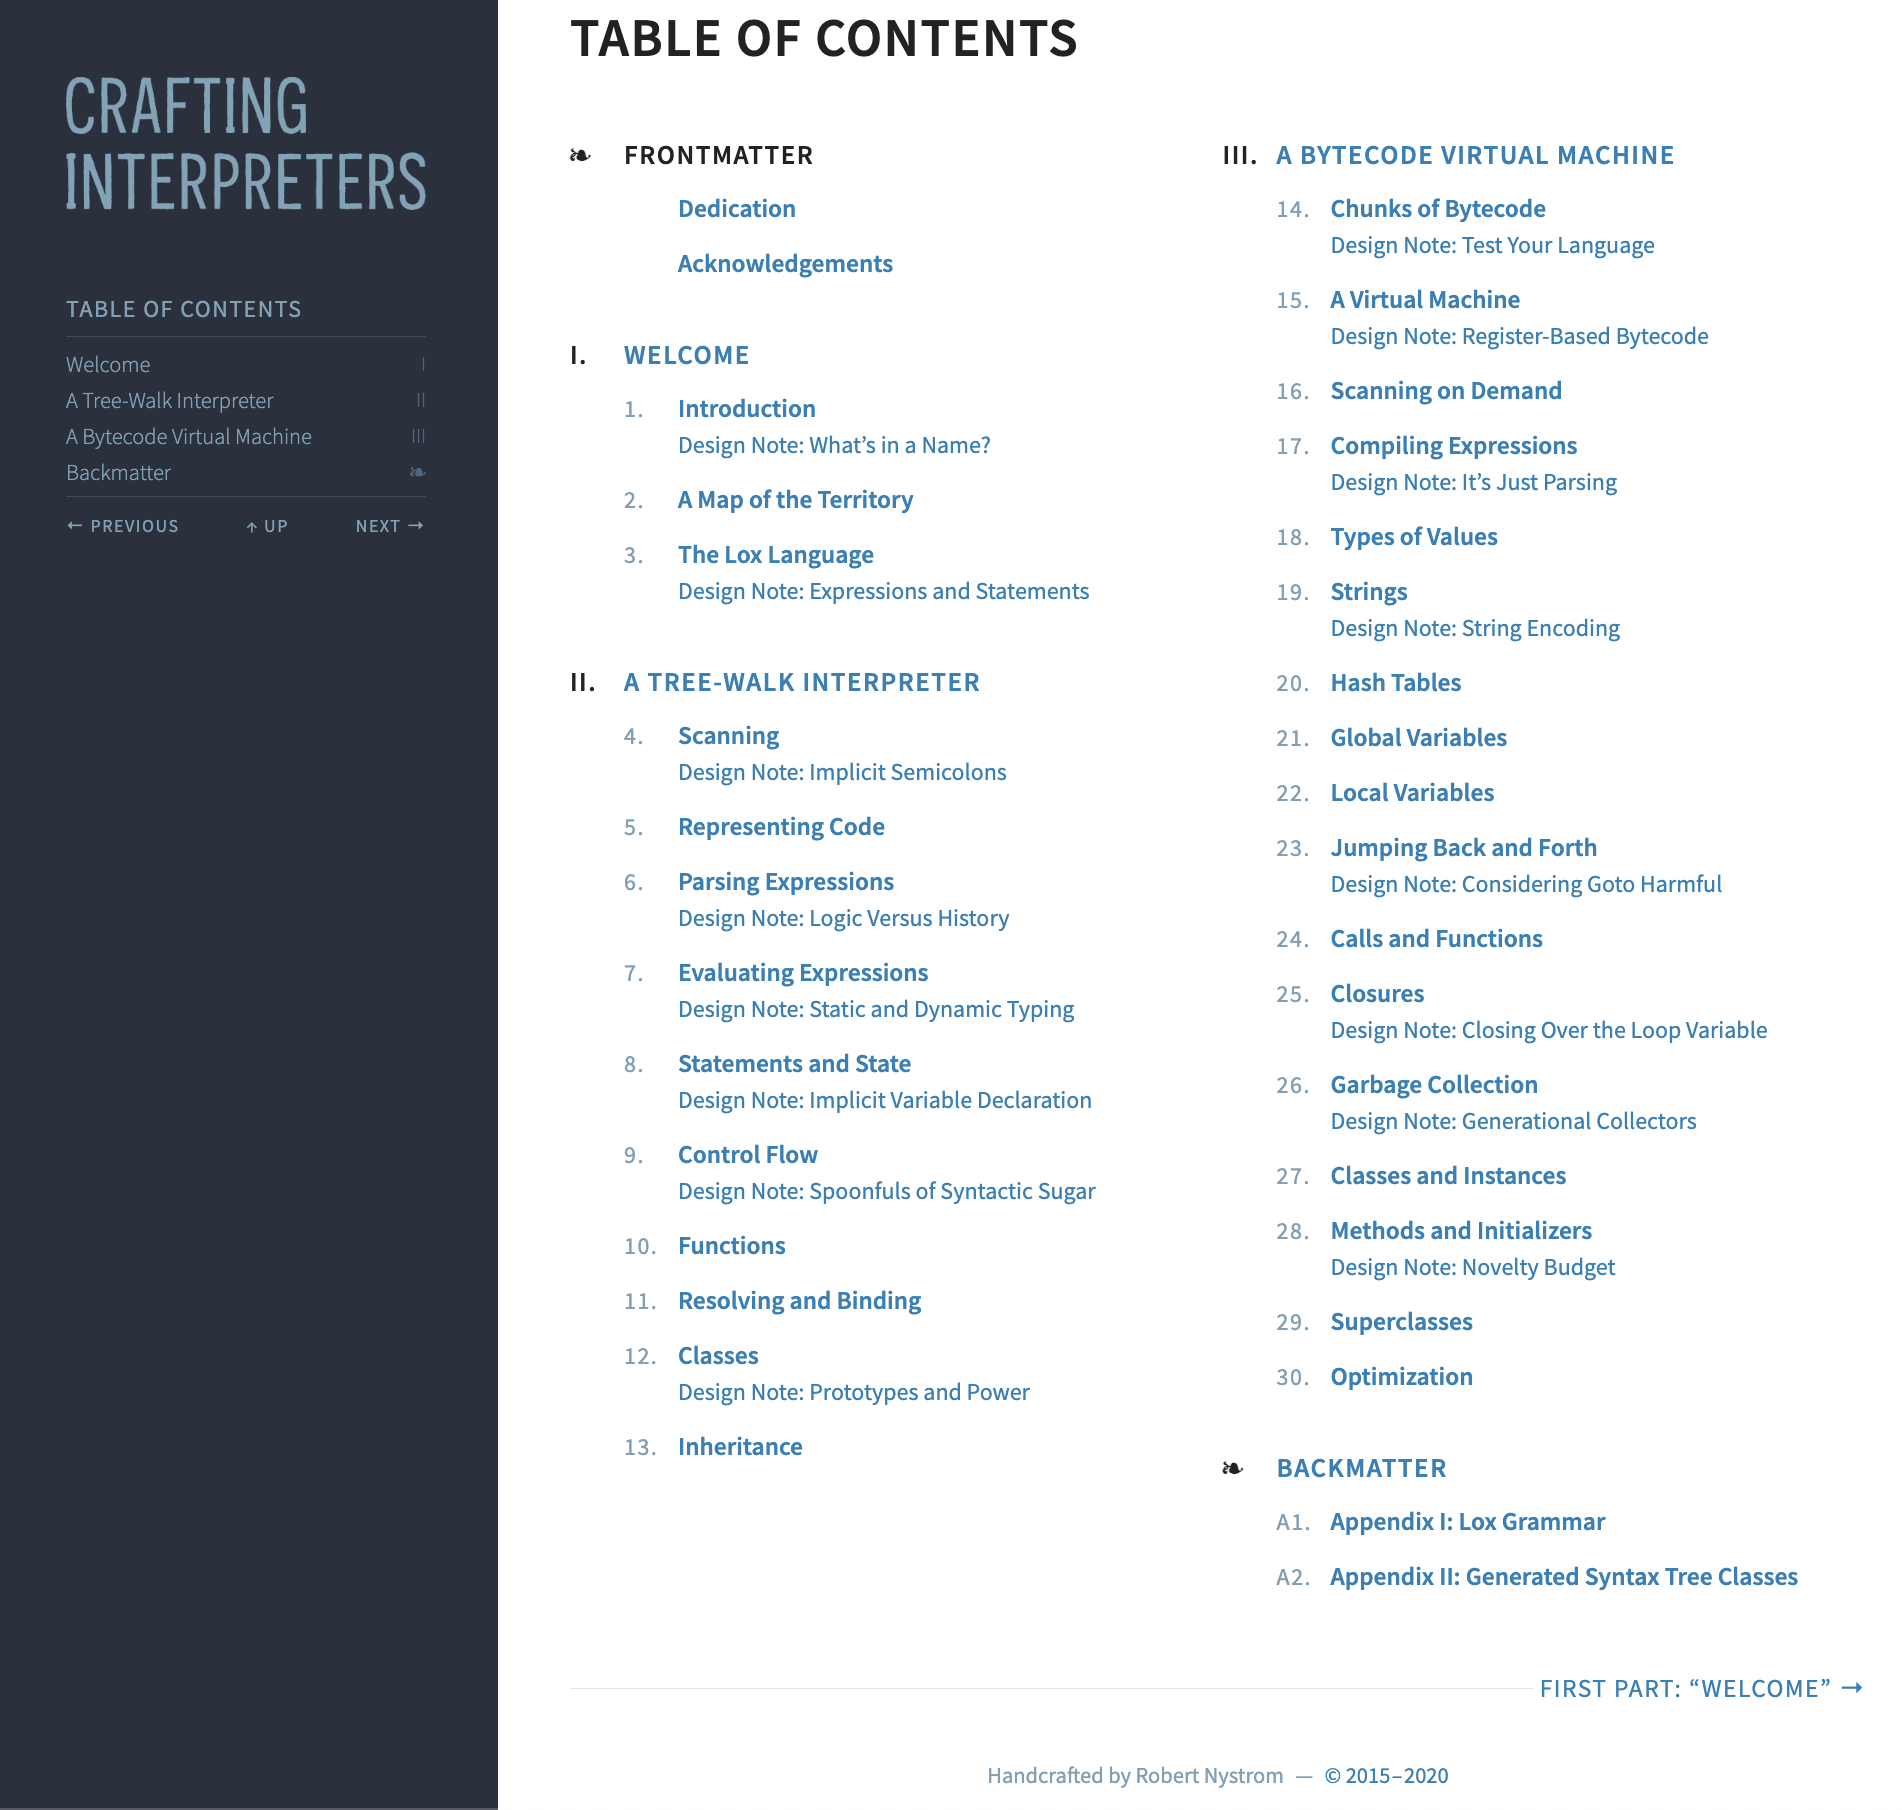 CRAFTING
INTERPRETERS
TABLE OF CONTENTS
Welcome I
A Tree-Walk Interpreter II
A Bytecode Virtual Machine III
Backmatter ❧
← PREVIOUS ↑ UP NEXT →
TABLE OF CONTENTS
❧ FRONTMATTER
Dedication
Acknowledgements
I. WELCOME
1. Introduction
Design Note: What’s in a Name?
2. A Map of the Territory
3. The Lox Language
Design Note: Expressions and Statements
II. A TREE-WALK INTERPRETER
4. Scanning
Design Note: Implicit Semicolons
5. Representing Code
6. Parsing Expressions
Design Note: Logic Versus History
7. Evaluating Expressions
Design Note: Static and Dynamic Typing
8. Statements and State
Design Note: Implicit Variable Declaration
9. Control Flow
Design Note: Spoonfuls of Syntactic Sugar
10. Functions
11. Resolving and Binding
12. Classes
Design Note: Prototypes and Power
13. Inheritance
III. A BYTECODE VIRTUAL MACHINE
14. Chunks of Bytecode
Design Note: Test Your Language
15. A Virtual Machine
Design Note: Register-Based Bytecode
16. Scanning on Demand
17. Compiling Expressions
Design Note: It’s Just Parsing
18. Types of Values
19. Strings
Design Note: String Encoding
20. Hash Tables
21. Global Variables
22. Local Variables
23. Jumping Back and Forth
Design Note: Considering Goto Harmful
24. Calls and Functions
25. Closures
Design Note: Closing Over the Loop Variable
26. Garbage Collection
Design Note: Generational Collectors
27. Classes and Instances
28. Methods and Initializers
Design Note: Novelty Budget
29. Superclasses
30. Optimization
❧ BACKMATTER
A1. Appendix I: Lox Grammar
A2. Appendix II: Generated Syntax Tree Classes
FIRST PART: “WELCOME” →
Handcrafted by Robert Nystrom — © 2015–2020